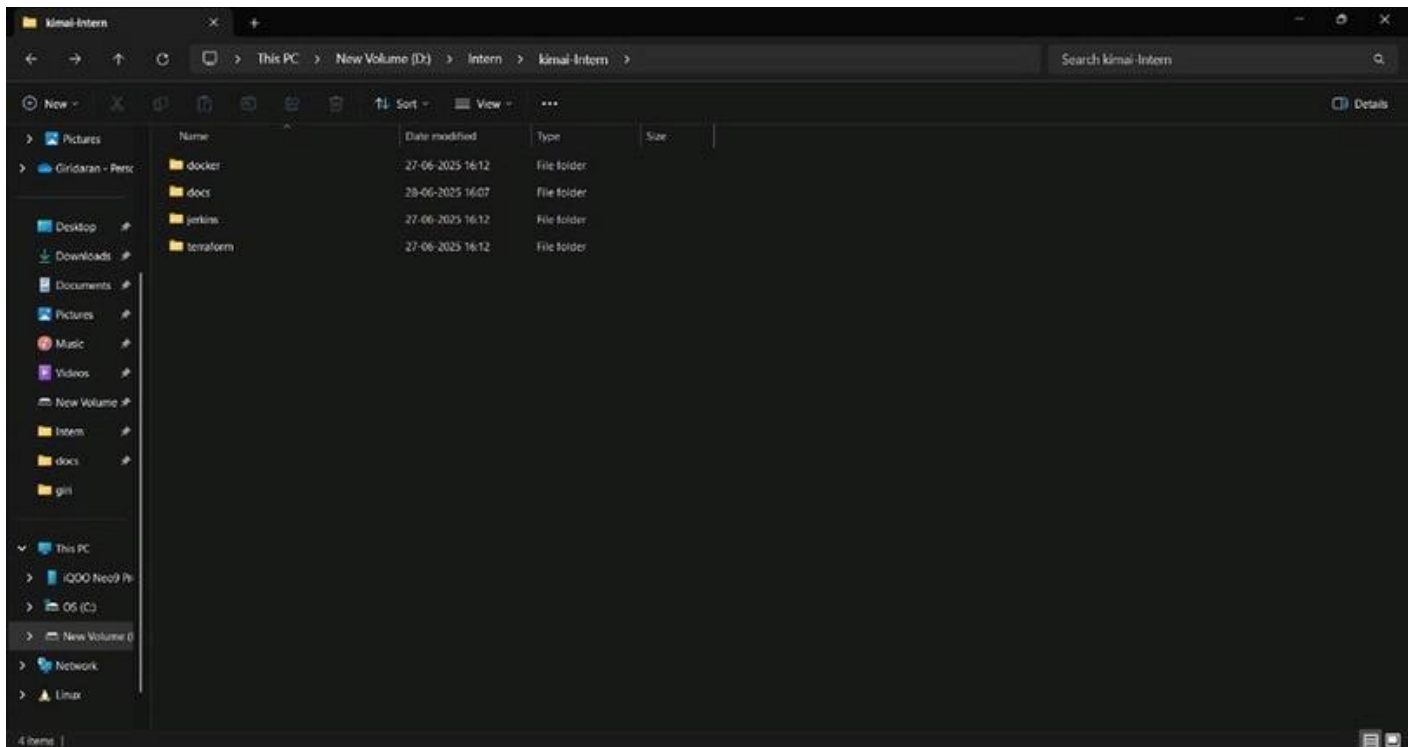 kimai-Intern
This PC > New Volume (D:) > Intern > kimai-Intern >
Search kimai-Intern
New
Sort
View
Details
Pictures
Giridaran - Persc
Desktop
Downloads
Documents
Pictures
Music
Videos
New Volume
Intern
docs
giri
This PC
iQOO Neo9 Pr
OS (C:)
New Volume (I
Network
Linux
Name Date modified Type Size
docker 27-06-2025 16:12 File folder
docs 28-06-2025 16:07 File folder
jerkins 27-06-2025 16:12 File folder
terraform 27-06-2025 16:12 File folder
4 items